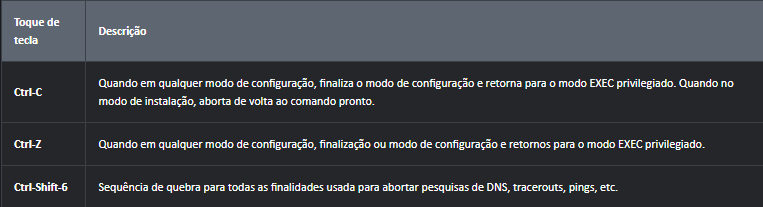 Toque de
tecla
Descrição
Ctrl-C
Quando em qualquer modo de configuração, finaliza o modo de configuração e retorna para o modo EXEC privilegiado. Quando no
modo de instalação, aborta de volta ao comando pronto.
Ctrl-Z
Quando em qualquer modo de configuração, finalização ou modo de configuração e retornos para o modo EXEC privilegiado.
Ctrl-Shift-6
Sequência de quebra para todas as finalidades usada para abortar pesquisas de DNS, tracerouts, pings, etc.